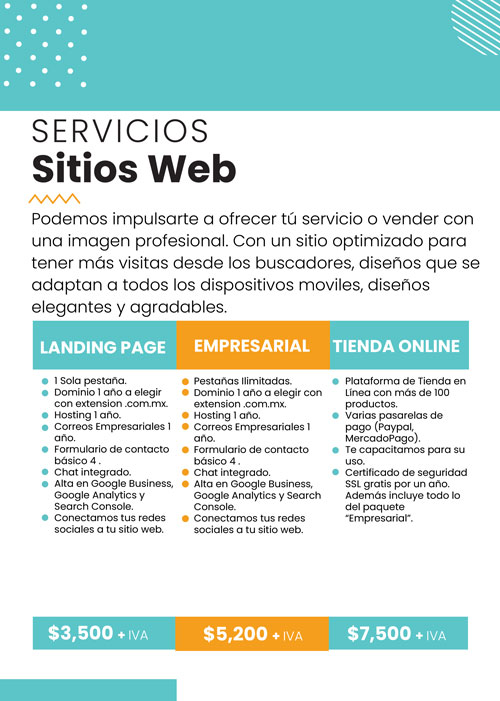 SERVICIOS
Sitios Web
Podemos impulsarte a ofrecer tú servicio o vender con
una imagen profesional. Con un sitio optimizado para
tener más visitas desde los buscadores, diseños que se
adaptan a todos los dispositivos moviles, diseños
elegantes y agradables.
LANDING PAGE
1 Sola pestaña.
Dominio 1 año a elegir
con extension .com.mx.
Hosting 1 año.
Correos Empresariales 1
año.
Formulario de contacto
básico 4 .
Chat integrado.
Alta en Google Business,
Google Analytics y
Search Console.
Conectamos tus redes
sociales a tu sitio web.
$3,500 + IVA
EMPRESARIAL
Pestañas Ilimitadas.
Dominio 1 año a elegir con
extension .com.mx.
Hosting 1 año.
Correos Empresariales 1
año.
Formulario de contacto
básico 4 .
Chat integrado.
Alta en Google Business,
Google Analytics y Search
Console.
Conectamos tus redes
sociales a tu sitio web.
$5,200 + IVA
TIENDA ONLINE
Plataforma de Tienda en
Linea con más de 100
productos.
Varias pasarelas de
pago (Paypal,
MercadoPago).
Te capacitamos para su
uso.
Certificado de seguridad
SSL gratis por un año.
Además incluye todo lo
del paquete
“Empresarial”.
$7,500 + IVA